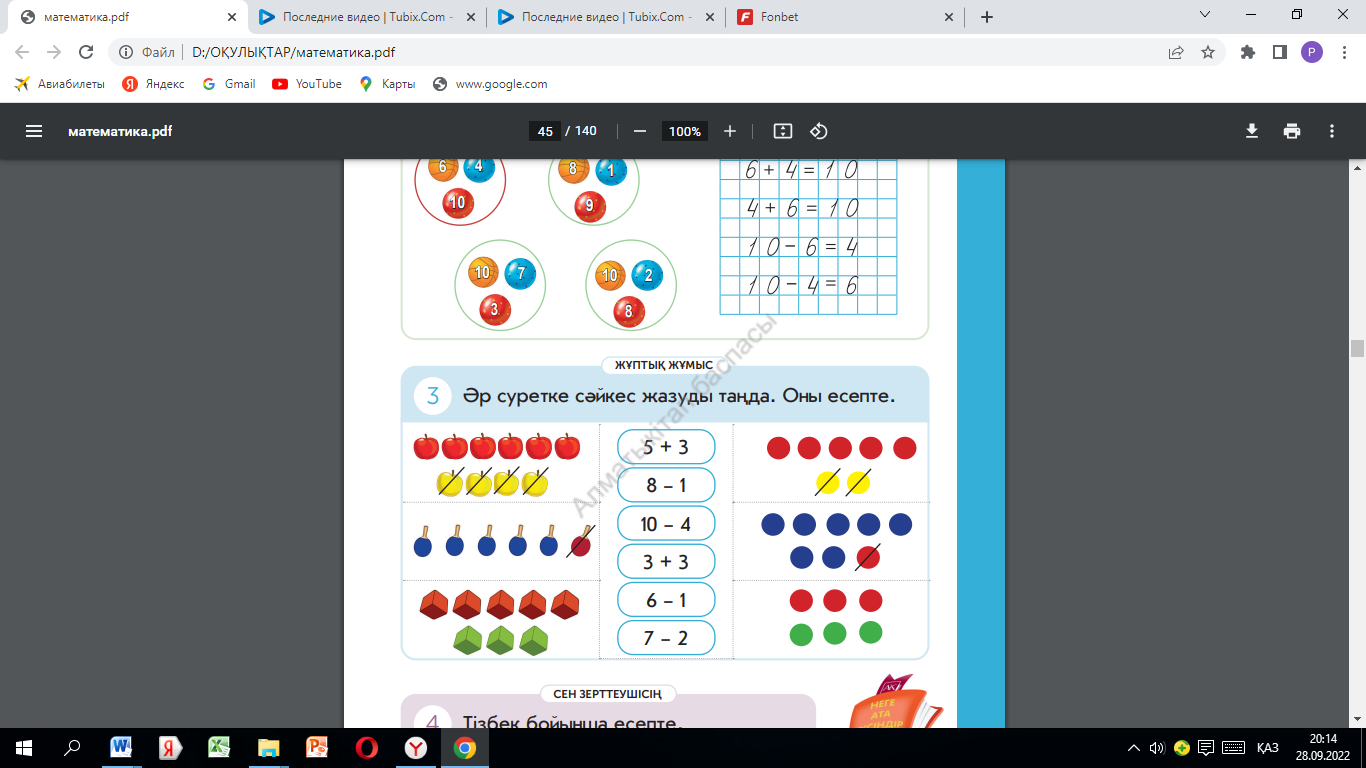 математика.pdf
Последние видео | Tubix.Com -
Последние видео | Tubix.Com -
Fonbet
Файл D:/ОҚУЛЫҚТАР/математика.pdf
P
Авиабилеты Яндекс Gmail YouTube Карты www.google.com
математика.pdf 45 / 140 100%
6 4 8 1
10 9
10 7 10 2
3 8
6 + 4 = 1 0
4 + 6 = 1 0
1 0 - 6 = 4
1 0 - 4 = 6
Алматыкітап баспасы
ЖҰПТЫҚ ЖҰМЫС
3 Әр суретке сәйкес жазуды таңда. Оны есепте.
5 + 3
8 – 1
10 – 4
3 + 3
6 – 1
7 – 2
СЕН ЗЕРТТЕУШІСІҢ
4 Тізбек бойынша есепте.
НЕГЕ
АТА
ҚАЗ
20:14
28.09.2022